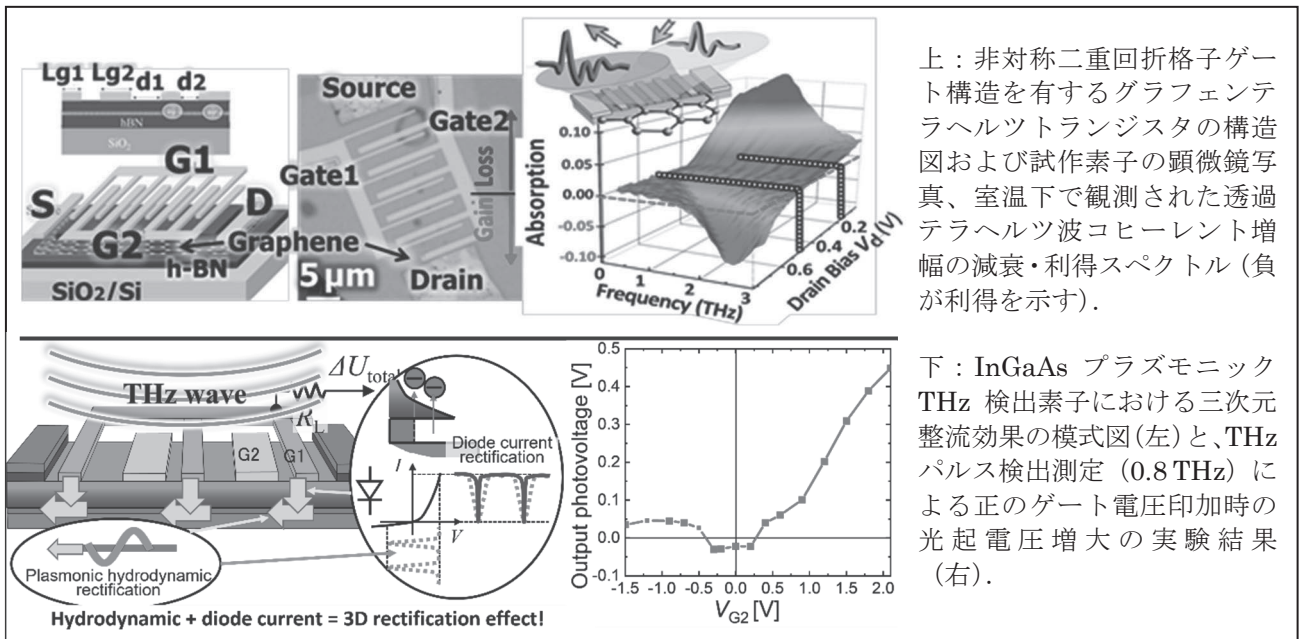 Lg1 Lg2 d1 d2
hBN
SiO₂
G1
S
D
G2
Graphene
h-BN
SiO₂/Si
Source
Gate2
Gate1
Loss
Gain
Drain
5 μm
Absorption
0.10
0.05
0.00
-0.05
-0.10
0
1
2
3
Frequency (THz)
0.2
0.4
0.6
Drain Bias Vd (V)
上：非対称二重回折格子ゲー
ト構造を有するグラフェンテ
ラヘルツトランジスタの構造
図および試作素子の顕微鏡写
真、室温下で観測された透過
テラヘルツ波コヒーレント増
幅の減衰・利得スペクトル（負
が利得を示す）．
THz wave
ΔU_total
R_L
G2
G1
Diode current
rectification
I
V
Plasmonic hydrodynamic
rectification
Hydrodynamic + diode current = 3D rectification effect!
Output photovoltage [V]
0.5
0.4
0.3
0.2
0.1
0.0
-0.1
-1.5 -1.0 -0.5 0.0 0.5 1.0 1.5 2.0
V_G2 [V]
下：InGaAs プラズモニック
THz 検出素子における三次元
整流効果の模式図（左）と、THz
パルス検出測定（0.8 THz）に
よる正のゲート電圧印加時の
光起電圧増大の実験結果
（右）．